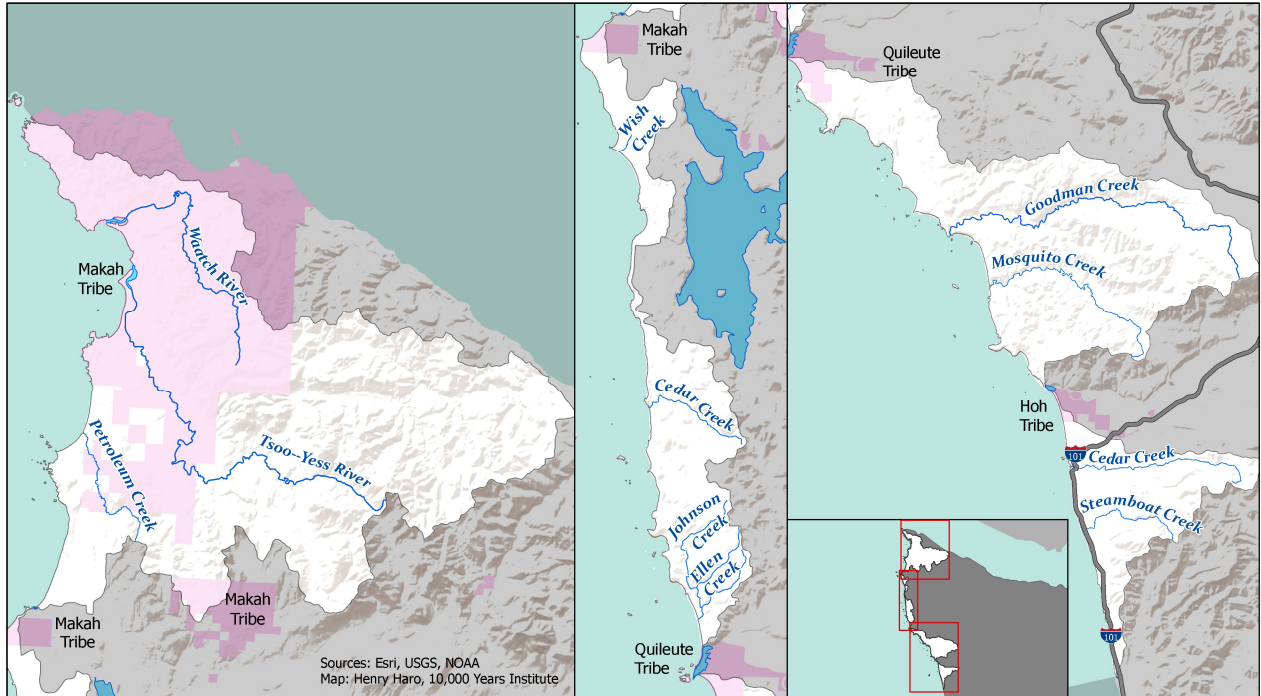 Makah
Tribe
Waatch River
Petroleum Creek
Tsoo-Yess River
Makah
Tribe
Makah
Tribe
Sources: Esri, USGS, NOAA
Map: Henry Haro, 10,000 Years Institute
Makah
Tribe
Wish
Creek
Cedar Creek
Johnson
Creek
Ellen
Creek
Quileute
Tribe
Quileute
Tribe
Goodman Creek
Mosquito Creek
Hoh
Tribe
101
Cedar Creek
Steamboat Creek
101